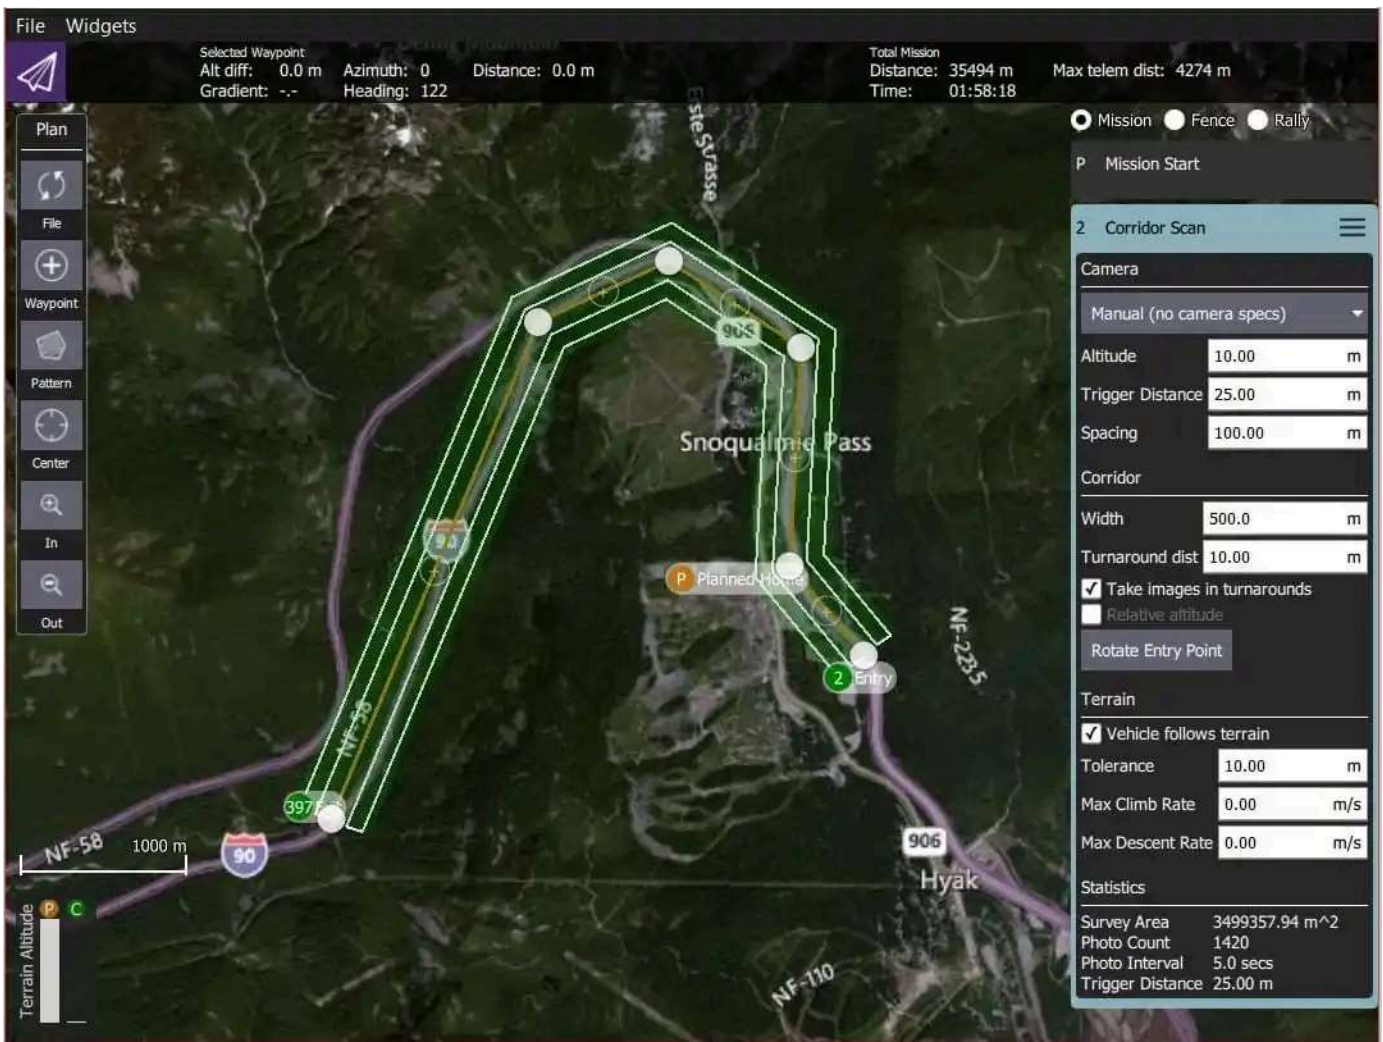 File Widgets
Selected Waypoint
Alt diff: 0.0 m Azimuth: 0 Distance: 0.0 m
Gradient: -.- Heading: 122
Total Mission
Distance: 35494 m Max telem dist: 4274 m
Time: 01:58:18
Plan
File
Waypoint
Pattern
Center
In
Out
Mission Fence Rally
P Mission Start
2 Corridor Scan
Camera
Manual (no camera specs)
Altitude 10.00 m
Trigger Distance 25.00 m
Spacing 100.00 m
Corridor
Width 500.0 m
Turnaround dist 10.00 m
Take images in turnarounds
Relative altitude
Rotate Entry Point
Terrain
Vehicle follows terrain
Tolerance 10.00 m
Max Climb Rate 0.00 m/s
Max Descent Rate 0.00 m/s
Statistics
Survey Area 3499357.94 m^2
Photo Count 1420
Photo Interval 5.0 secs
Trigger Distance 25.00 m
Strasse
906
Snoqualmie Pass
90
P Planned Home
NF-2235
2 Entry
NF-58
397
NF-58
1000 m
90
906
Hyak
NF-110
Terrain Altitude
P C